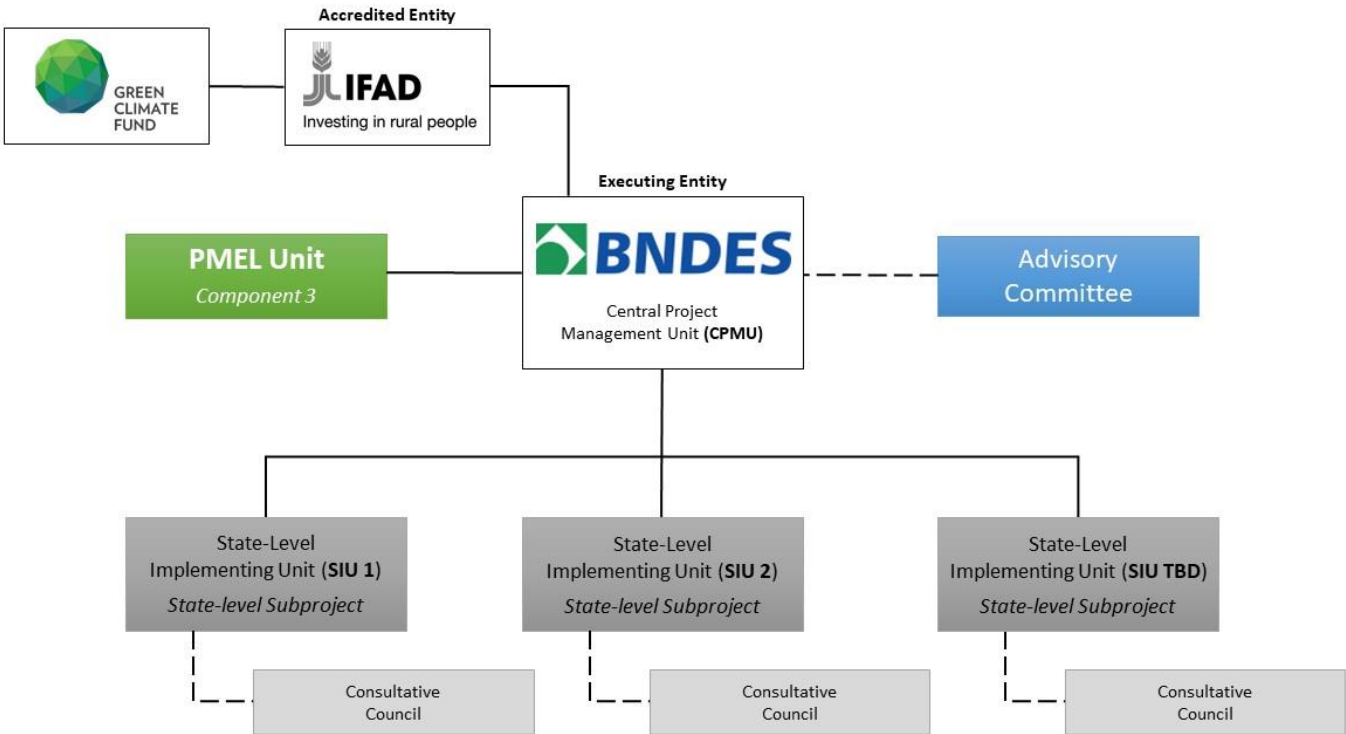 Accredited Entity
GREEN
CLIMATE
FUND
IFAD
Investing in rural people
Executing Entity
BNDES
Central Project
Management Unit (CPMU)
PMEL Unit
Component 3
Advisory
Committee
State-Level
Implementing Unit (SIU 1)
State-level Subproject
State-Level
Implementing Unit (SIU 2)
State-level Subproject
State-Level
Implementing Unit (SIU TBD)
State-level Subproject
Consultative
Council
Consultative
Council
Consultative
Council